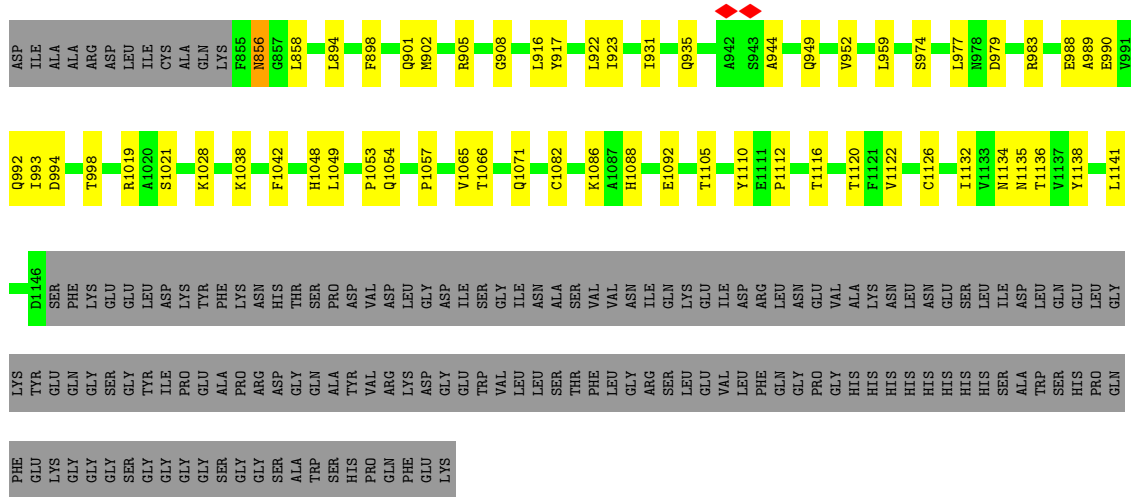 ASP ILE ALA ALA ARG ASP LEU ILE CYS ALA GLN LYS F855 N856 G857 L858 L894 F898 Q901 M902 R905 G908 L916 Y917 L922 I923 I931 Q935 A942 S943 A944 Q949 V952 L959 S974 L977 N978 D979 R983 E988 A989 E990 V991
Q992 I993 D994 T998 R1019 A1020 S1021 K1028 K1038 F1042 H1048 L1049 P1053 Q1054 P1057 V1065 T1066 Q1071 C1082 K1086 A1087 H1088 E1092 T1105 Y1110 E1111 P1112 T1116 T1120 F1121 V1122 C1126 I1132 V1133 N1134 N1135 T1136 V1137 Y1138 L1141
D1146 SER PHE LYS GLU GLU LEU ASP LYS TYR PHE LYS ASN HIS THR SER PRO ASP VAL ASP LEU GLY ASP ILE SER GLY ILE ASN ALA SER VAL VAL ASN ILE GLN LYS GLU ILE ASP ARG LEU ASN GLU VAL ALA LYS ASN LEU ASN GLU SER LEU ILE ASP LEU GLN GLU LEU GLY
LYS TYR GLU GLN GLY SER GLY TYR ILE PRO GLU ALA PRO ARG ASP GLY GLN ALA TYR VAL ARG LYS ASP GLY GLU TRP VAL LEU LEU SER THR PHE LEU GLY ARG SER LEU GLU VAL LEU PHE GLN GLY PRO GLY HIS HIS HIS HIS HIS HIS HIS HIS SER ALA TRP SER HIS PRO GLN
PHE GLU LYS GLY GLY GLY SER GLY GLY GLY GLY SER GLY GLY SER ALA TRP SER HIS PRO GLN PHE GLU LYS